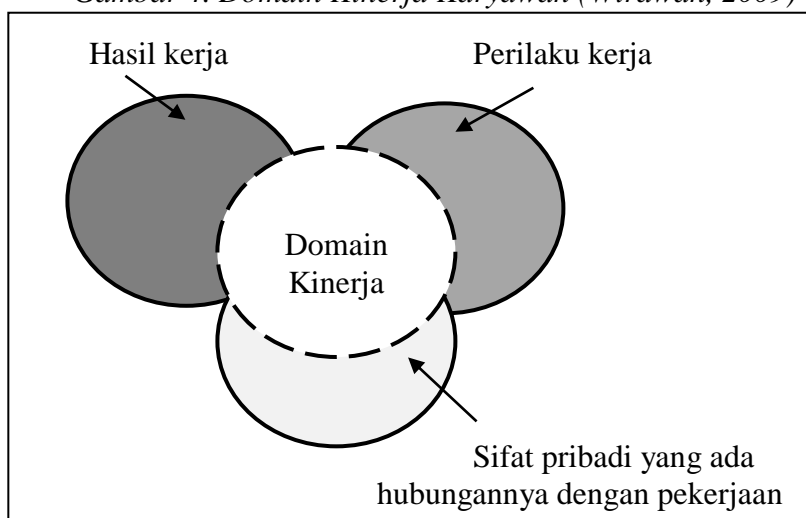 Gambar 4. Domain Kinerja Karyawan (Wirawan, 2009)
Hasil kerja
Perilaku kerja
Domain
Kinerja
Sifat pribadi yang ada
hubungannya dengan pekerjaan